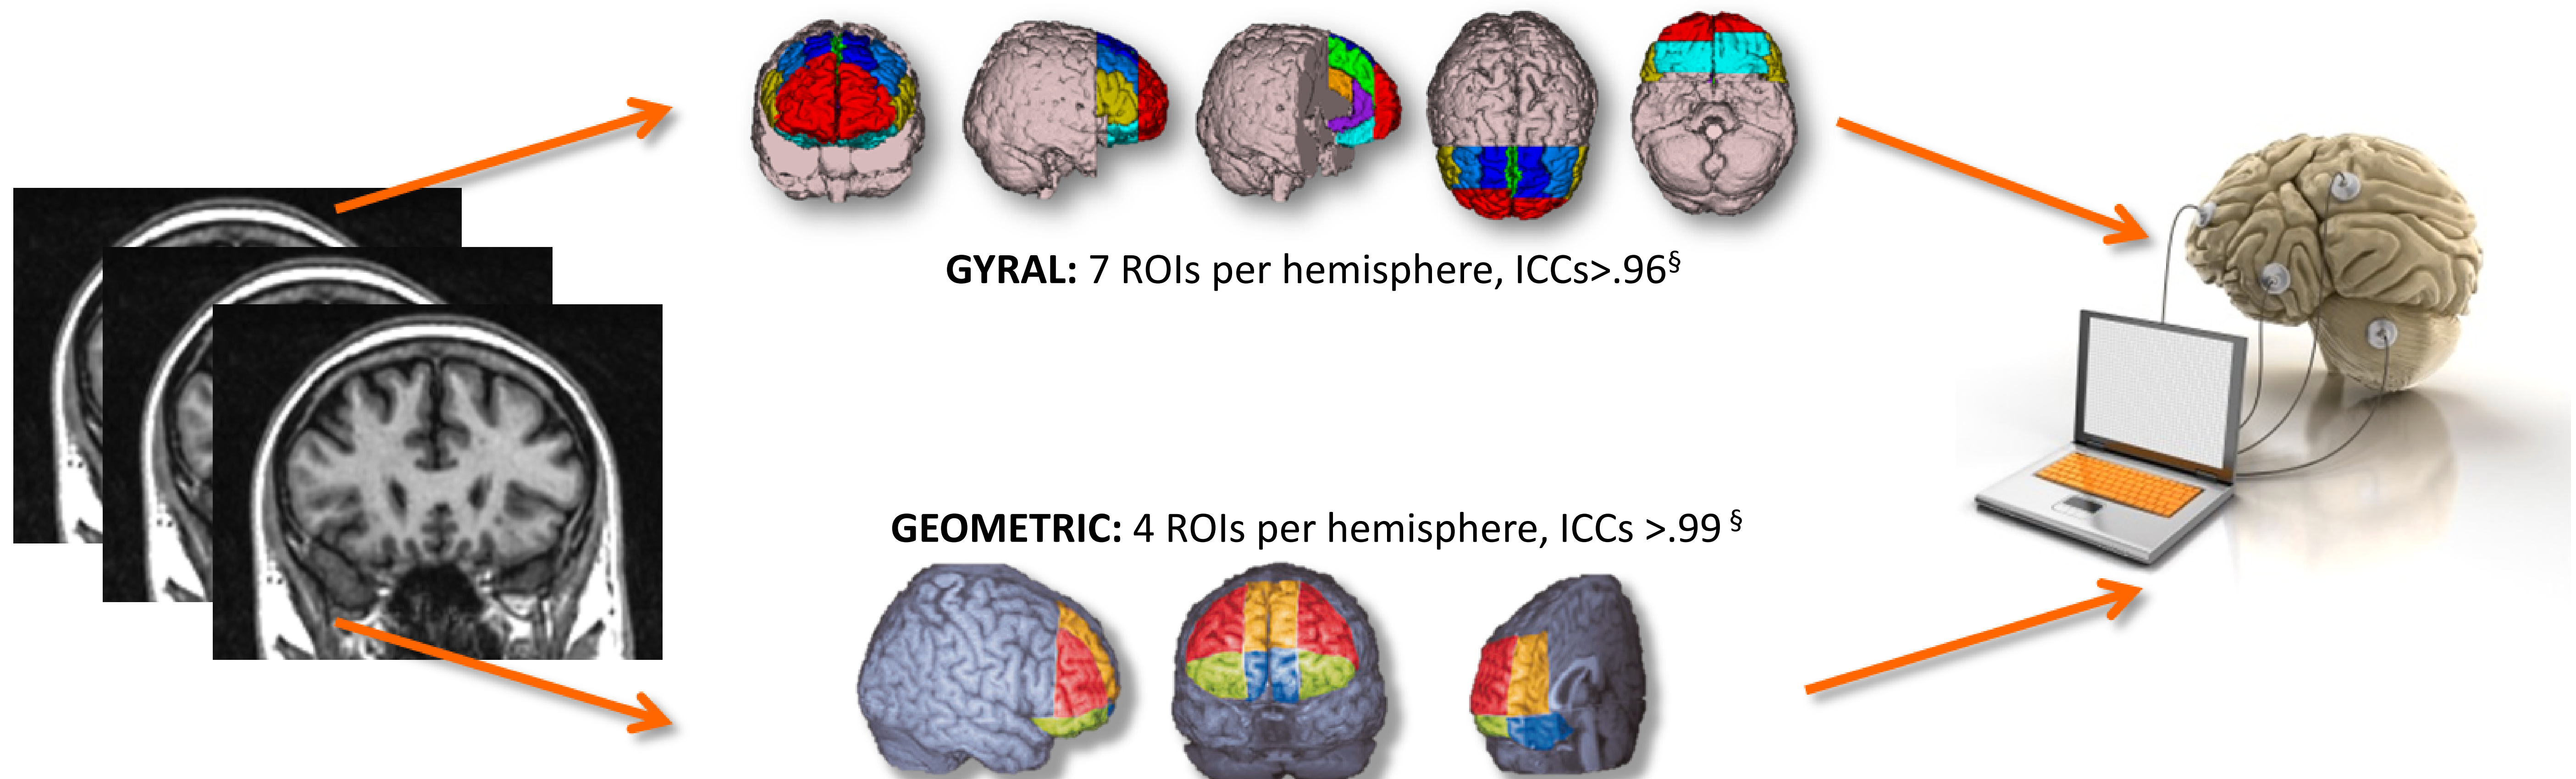 GYRAL: 7 ROIs per hemisphere, ICCs>.96§
GEOMETRIC: 4 ROIs per hemisphere, ICCs >.99 §